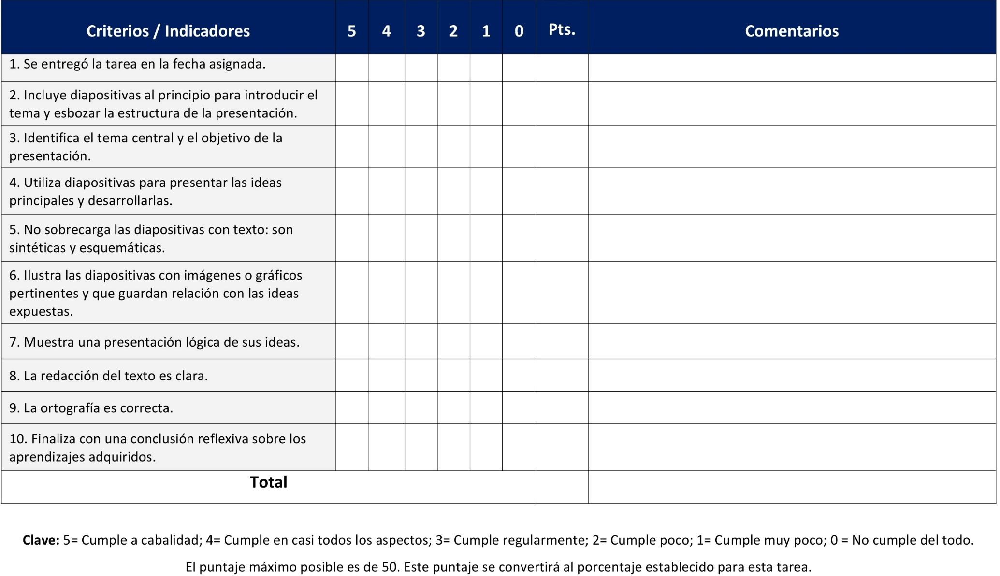 Criterios / Indicadores 5 4 3 2 1 0 Pts. Comentarios
1. Se entregó la tarea en la fecha asignada.
2. Incluye diapositivas al principio para introducir el
tema y esbozar la estructura de la presentación.
3. Identifica el tema central y el objetivo de la
presentación.
4. Utiliza diapositivas para presentar las ideas
principales y desarrollarlas.
5. No sobrecarga las diapositivas con texto: son
sintéticas y esquemáticas.
6. Ilustra las diapositivas con imágenes o gráficos
pertinentes y que guardan relación con las ideas
expuestas.
7. Muestra una presentación lógica de sus ideas.
8. La redacción del texto es clara.
9. La ortografía es correcta.
10. Finaliza con una conclusión reflexiva sobre los
aprendizajes adquiridos.
Total
Clave: 5= Cumple a cabalidad; 4= Cumple en casi todos los aspectos; 3= Cumple regularmente; 2= Cumple poco; 1= Cumple muy poco; 0 = No cumple del todo.
El puntaje máximo posible es de 50. Este puntaje se convertirá al porcentaje establecido para esta tarea.